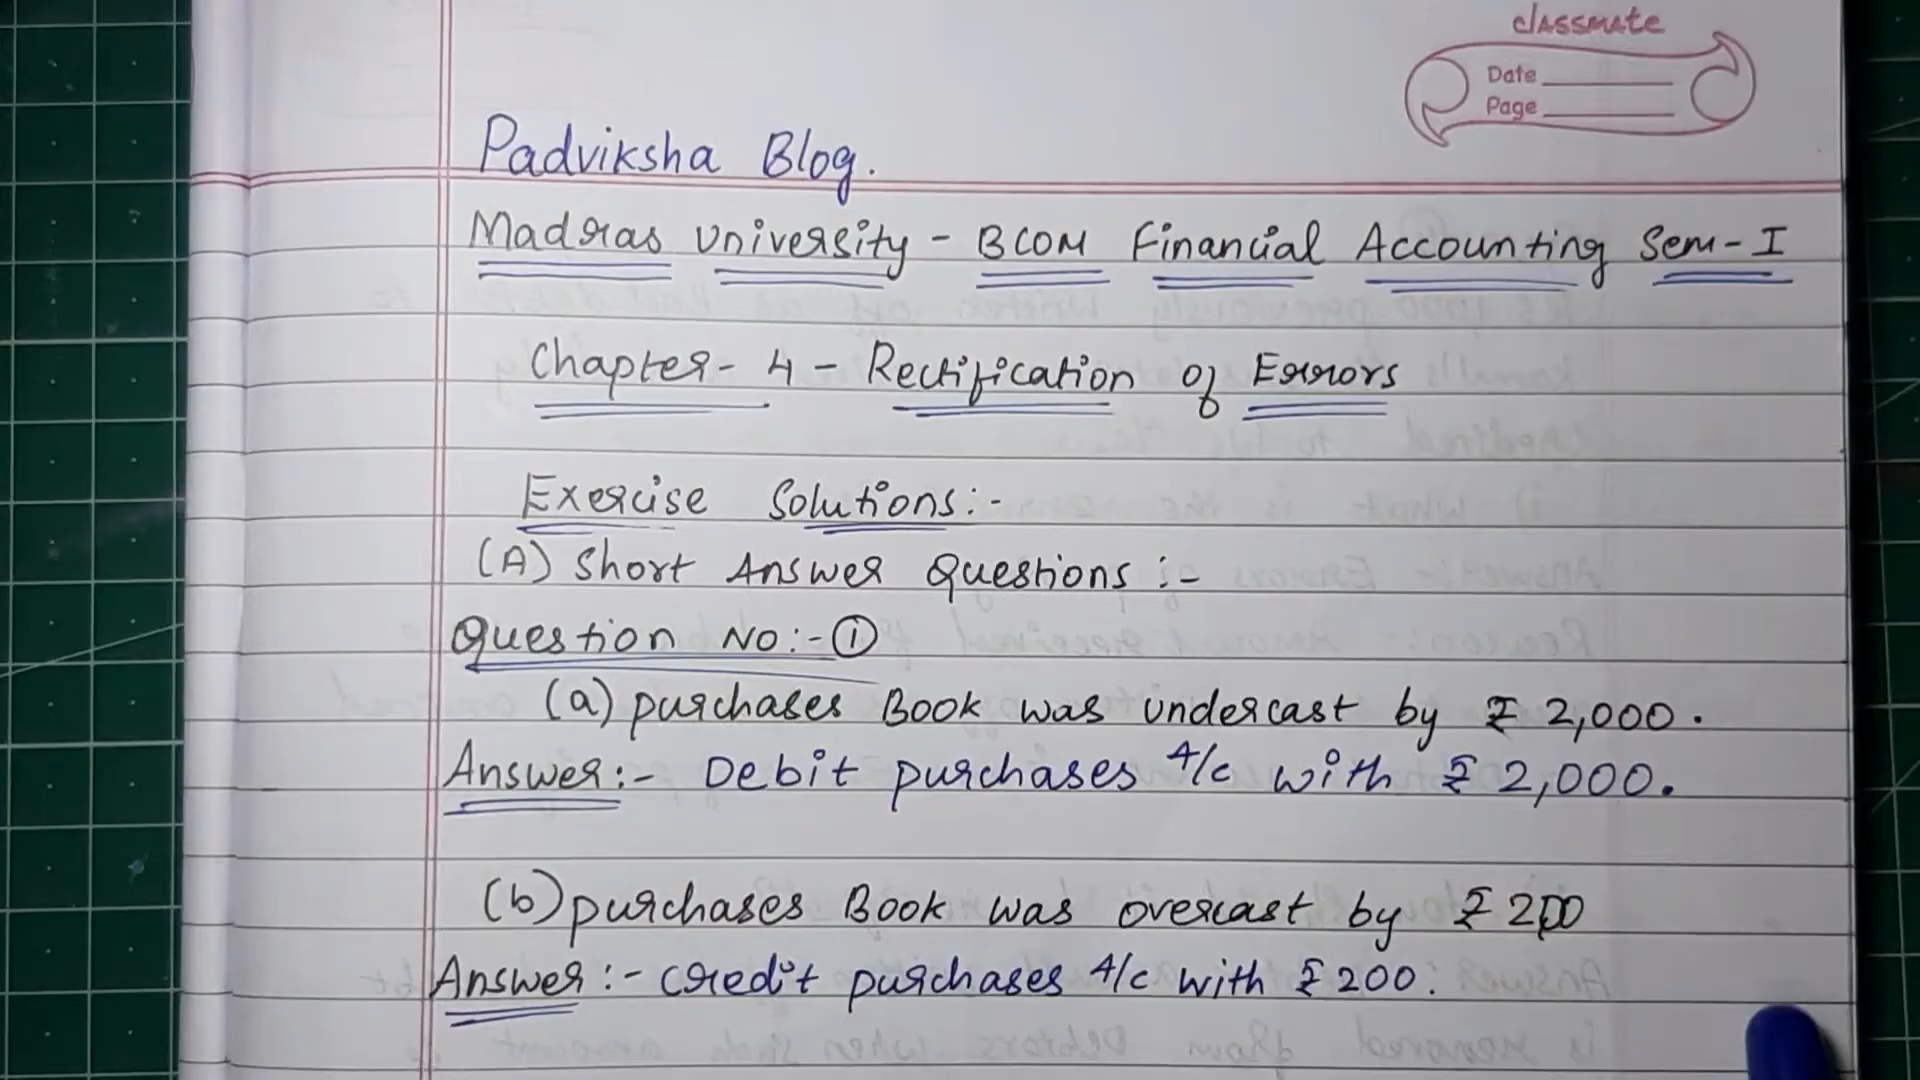 classmate
Date
Page
Padviksha Blog.
Madras University - BCOM Financial Accounting Sem-I
Chapter- 4 - Rectification of Errors
Exercise Solutions:-
(A) Short Answer Questions :-
Question No:- ①
(a) purchases Book was undercast by ₹ 2,000.
Answer:- Debit purchases A/c with ₹ 2,000.
(b) purchases Book was overcast by ₹ 200
Answer:- credit purchases A/c with ₹ 200.